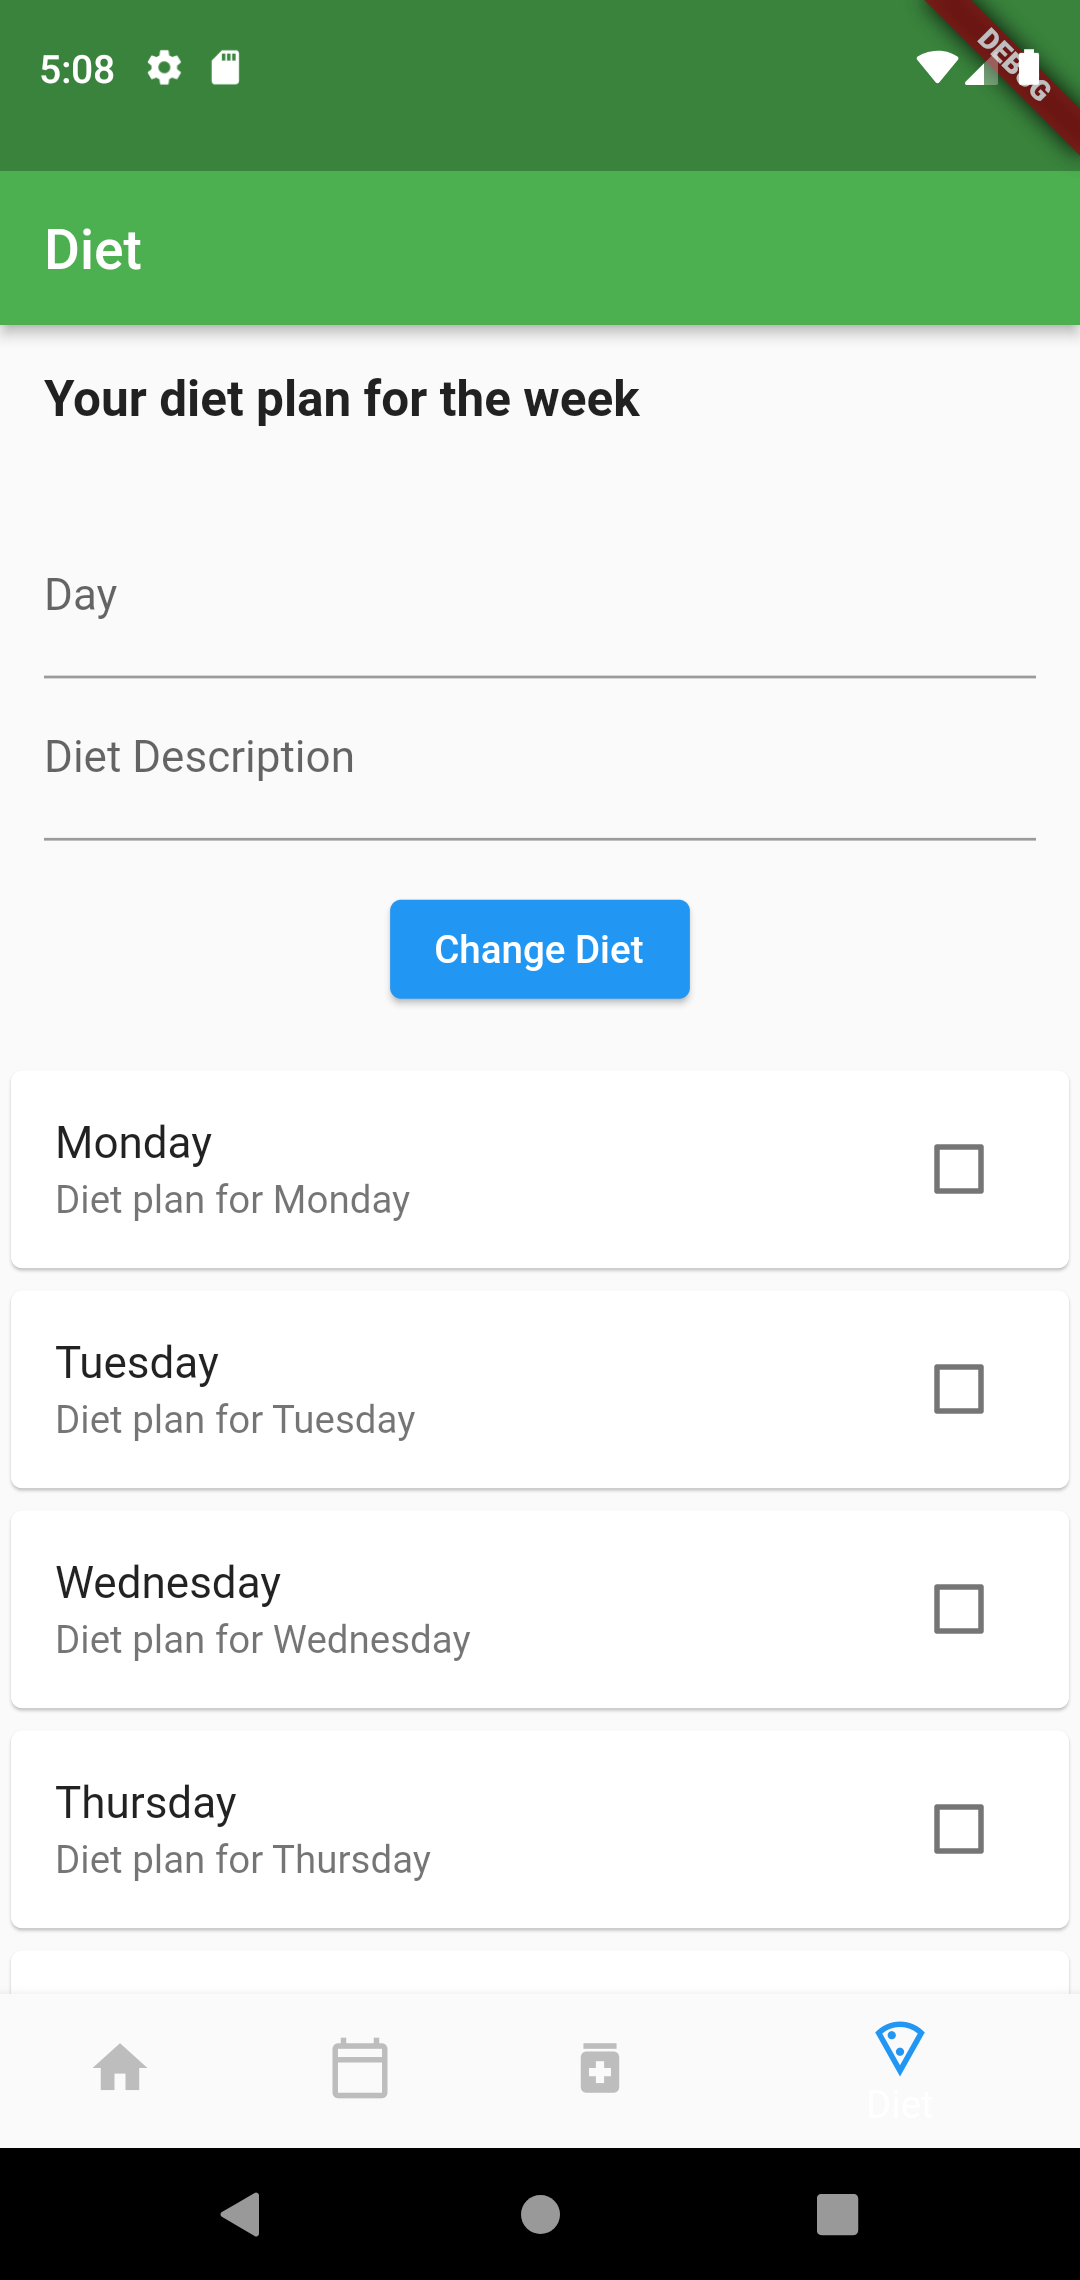 5:08
DEBUG
Diet
Your diet plan for the week
Day
Diet Description
Change Diet
Monday
Diet plan for Monday
Tuesday
Diet plan for Tuesday
Wednesday
Diet plan for Wednesday
Thursday
Diet plan for Thursday
Diet